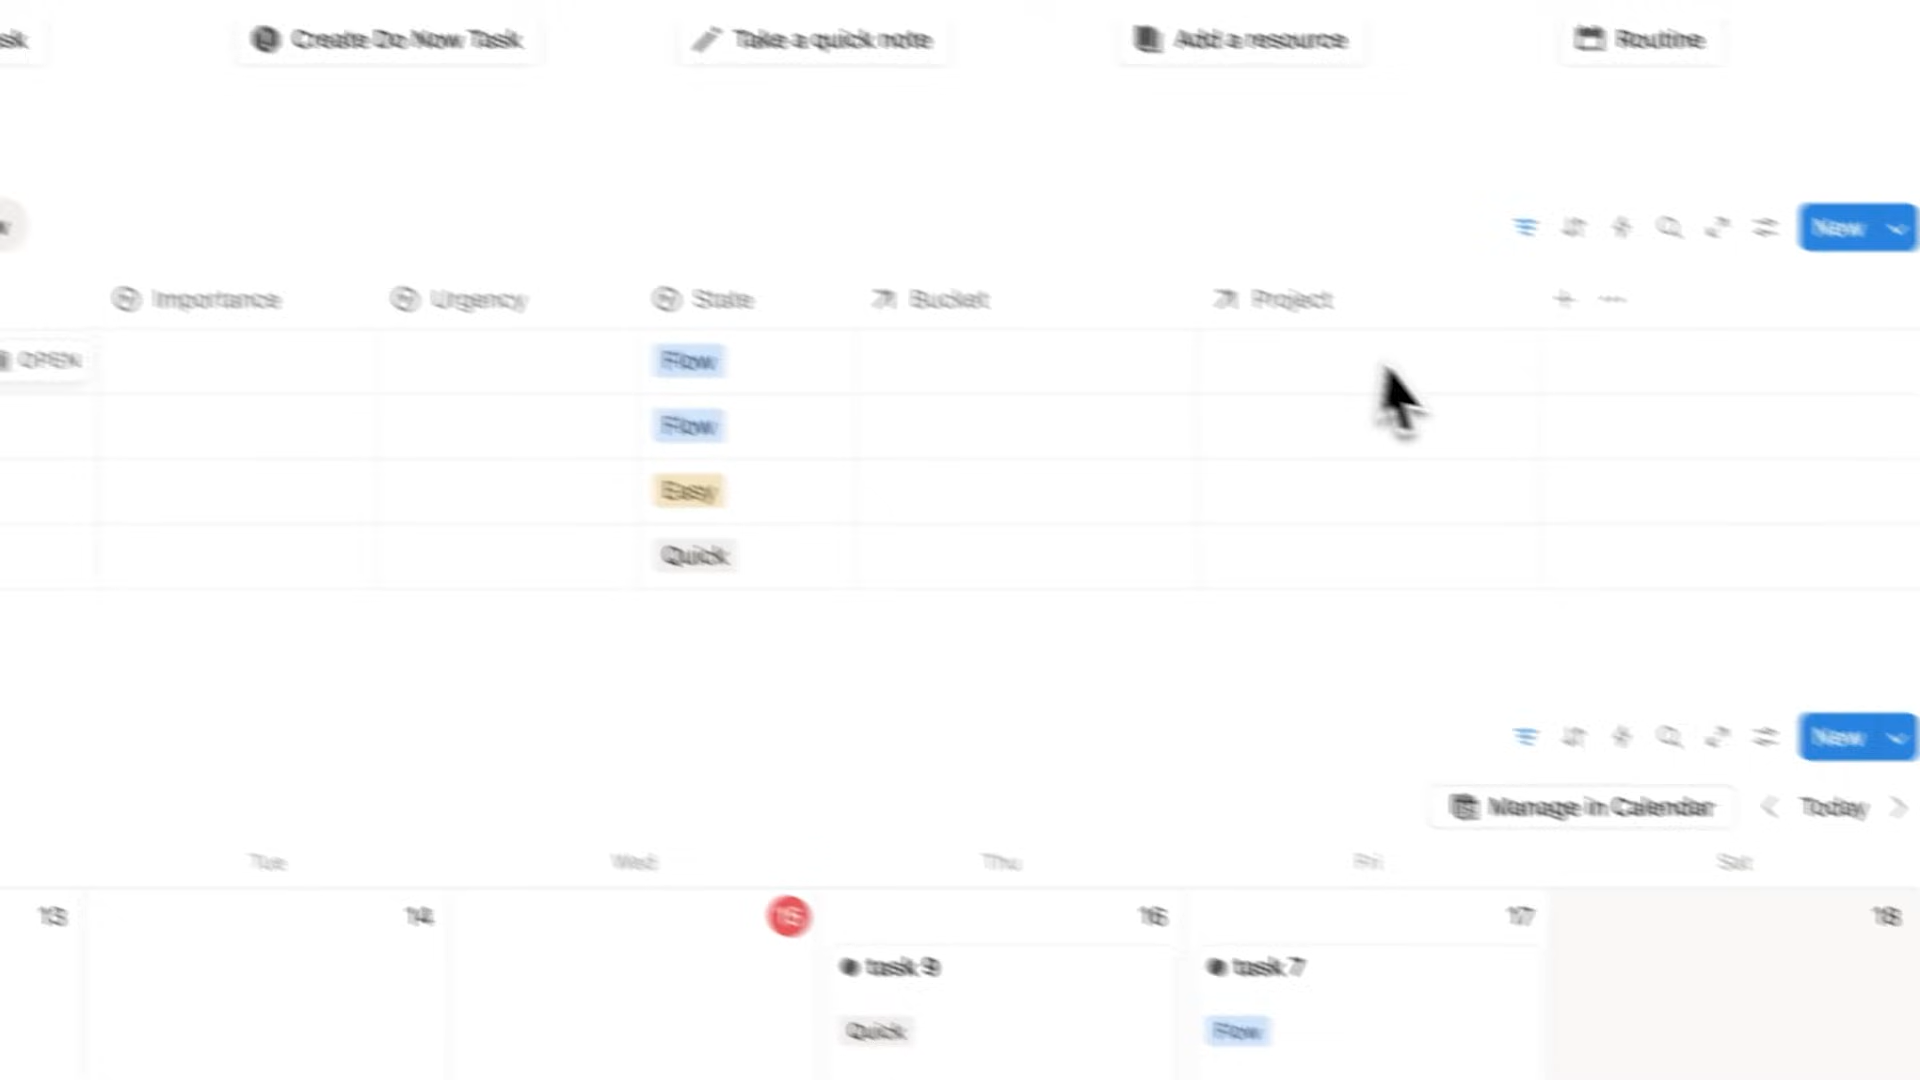 sk Create Do Now Task Take a quick note Add a resource Routine
New
Importance Urgency State Bucket Project
OPEN Flow
Flow
Easy
Quick
New
Manage in Calendar Today
Tue Wed Thu Fri Sat
13 14 15 16 17 18
task 9 task 7
Quick Flow